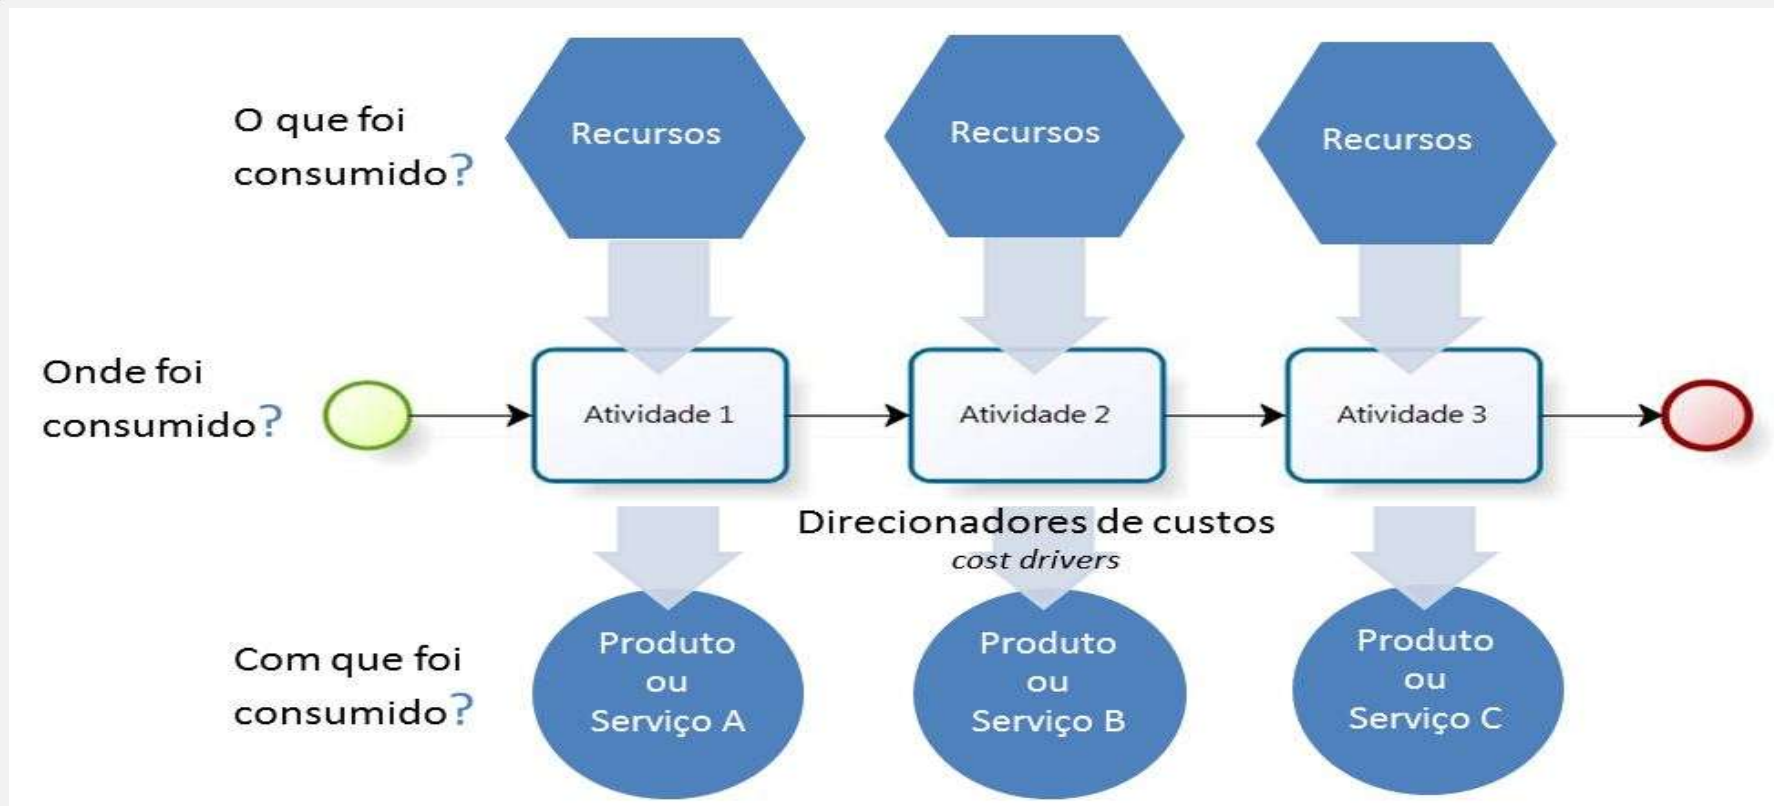 O que foi
consumido?
Recursos
Recursos
Recursos
Onde foi
consumido?
Atividade 1
Atividade 2
Atividade 3
Direcionadores de custos
cost drivers
Com que foi
consumido?
Produto
ou
Serviço A
Produto
ou
Serviço B
Produto
ou
Serviço C